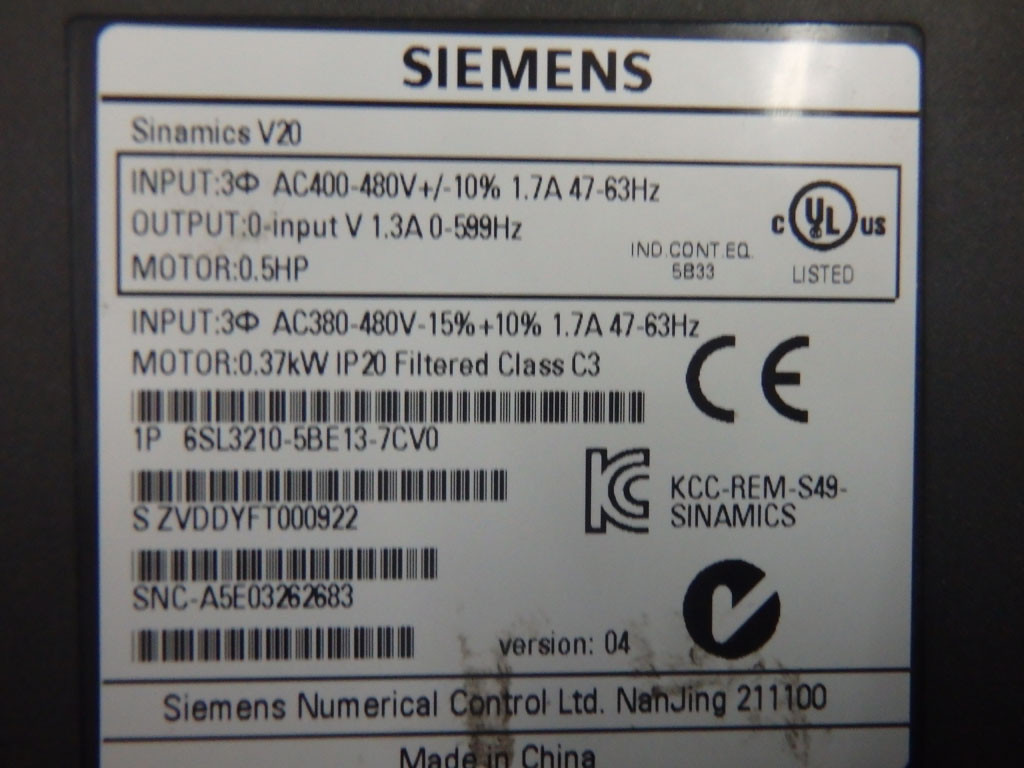 SIEMENS
Sinamics V20
INPUT:3Φ AC400-480V+/-10% 1.7A 47-63Hz
OUTPUT:0-input V 1.3A 0-599Hz
MOTOR:0.5HP
IND.CONT.EQ.
5B33
C UL US
LISTED
INPUT:3Φ AC380-480V-15%+10% 1.7A 47-63Hz
MOTOR:0.37kW IP20 Filtered Class C3
CE
1P 6SL3210-5BE13-7CV0
S ZVDDYFT000922
KCC-REM-S49-
SINAMICS
SNC-A5E03262683
version: 04
Siemens Numerical Control Ltd. NanJing 211100
Made in China